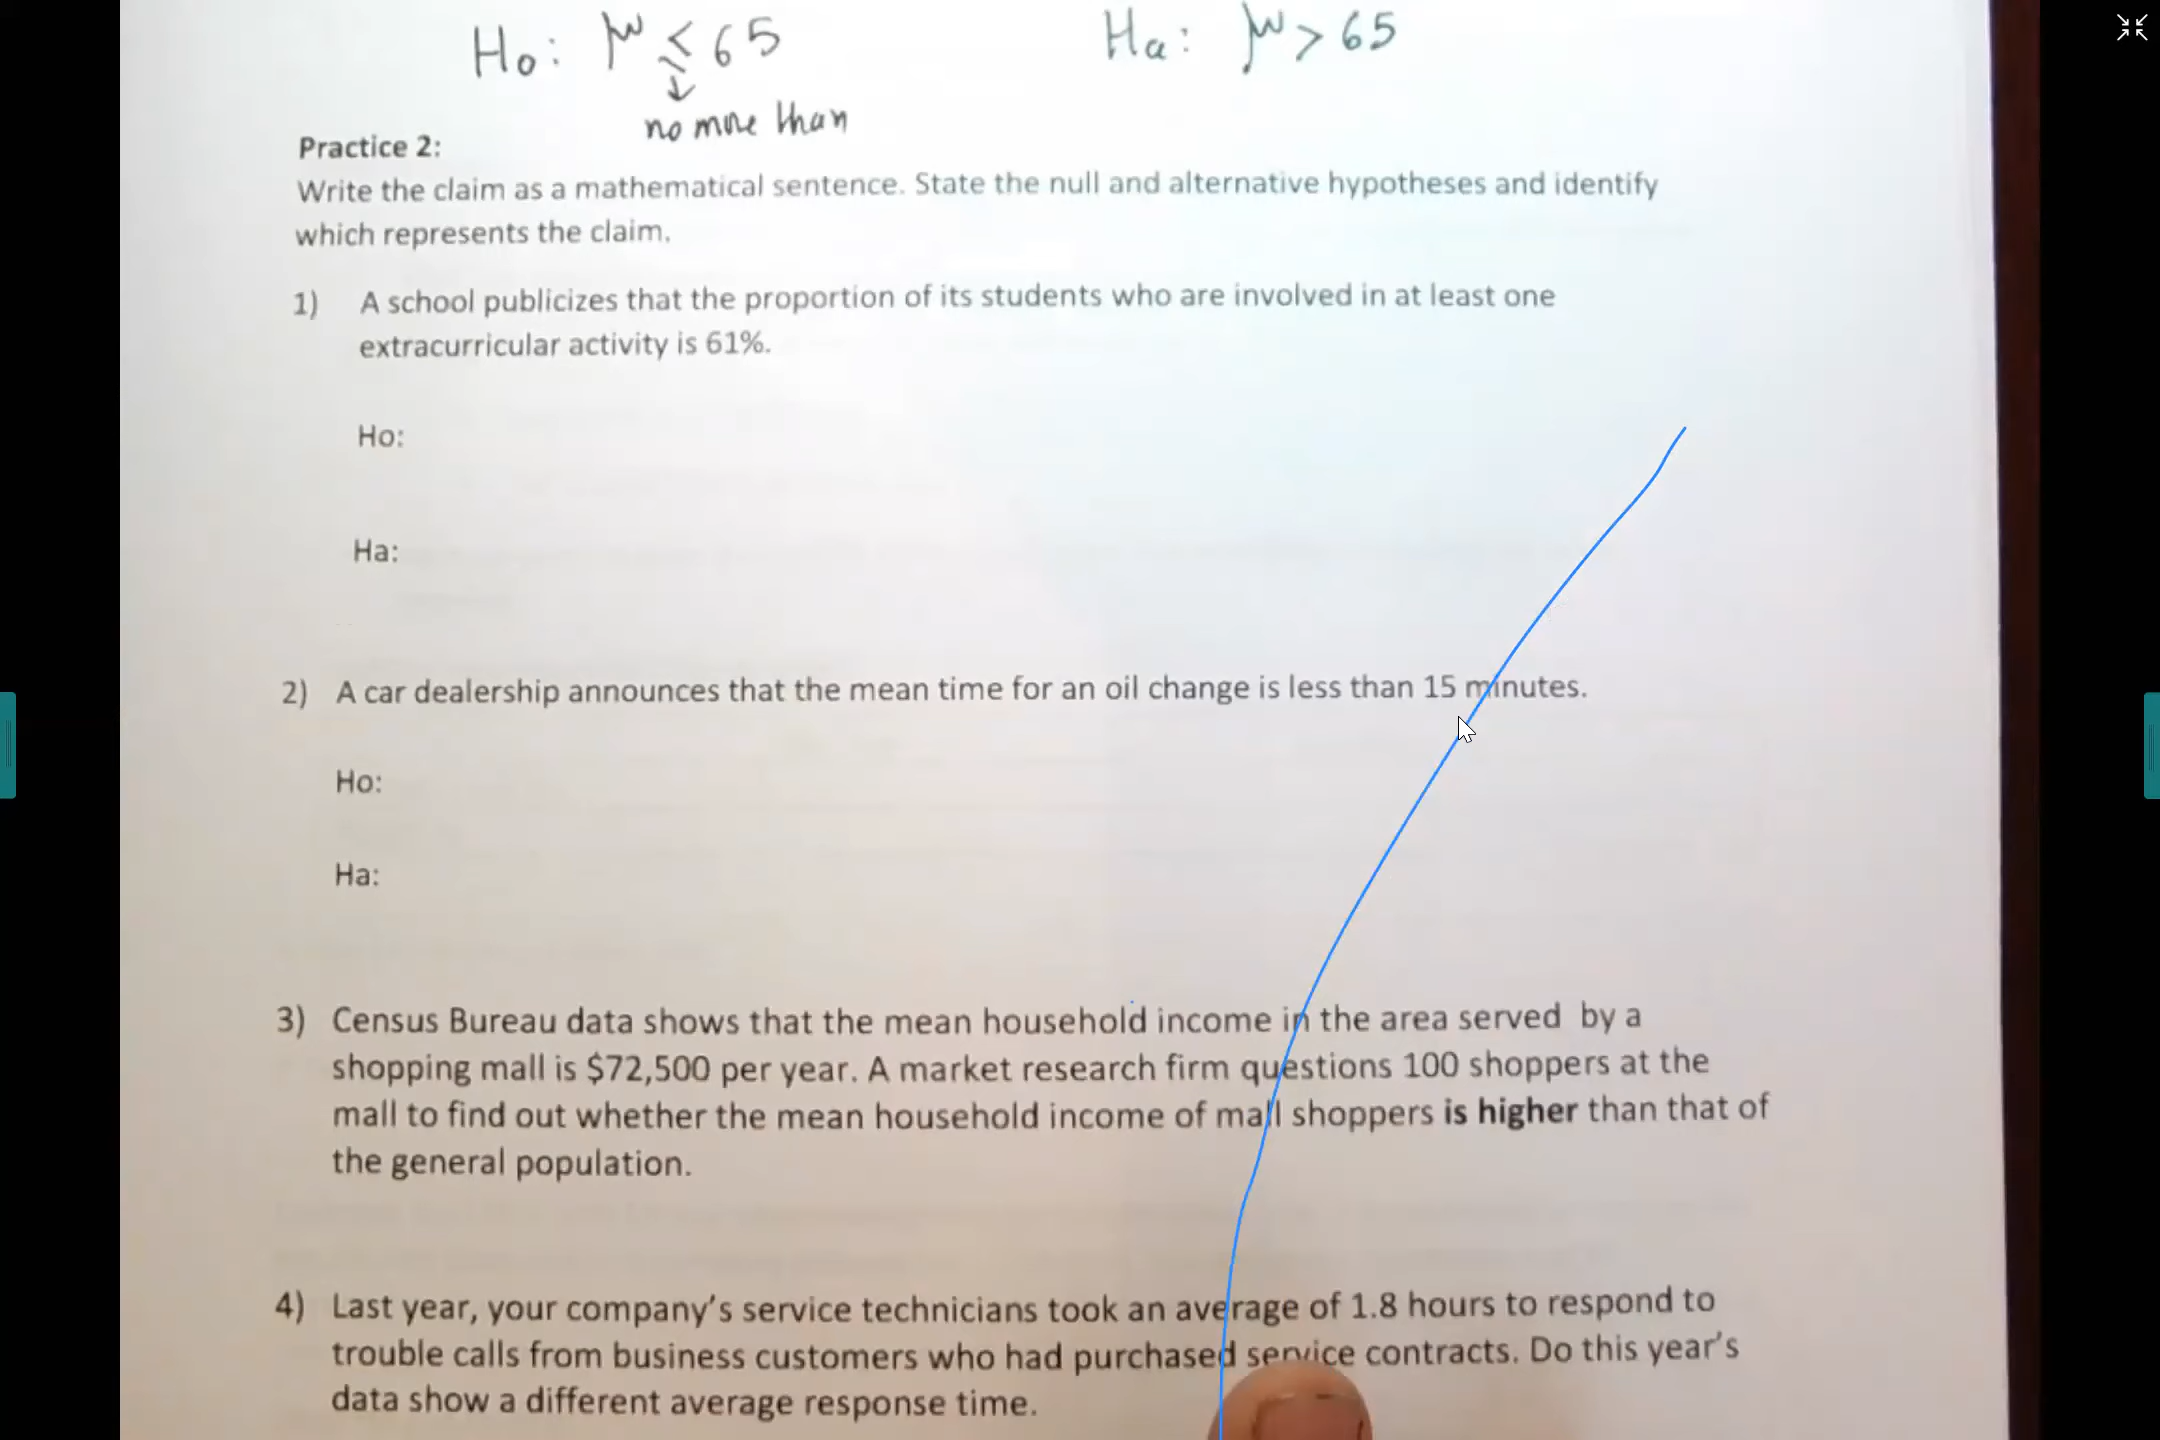 Ho: μ ≤ 65 Ha: μ > 65
no more than
Practice 2:
Write the claim as a mathematical sentence. State the null and alternative hypotheses and identify
which represents the claim.
1) A school publicizes that the proportion of its students who are involved in at least one
extracurricular activity is 61%.
Ho:
Ha:
2) A car dealership announces that the mean time for an oil change is less than 15 minutes.
Ho:
Ha:
3) Census Bureau data shows that the mean household income in the area served by a
shopping mall is $72,500 per year. A market research firm questions 100 shoppers at the
mall to find out whether the mean household income of mall shoppers is higher than that of
the general population.
4) Last year, your company's service technicians took an average of 1.8 hours to respond to
trouble calls from business customers who had purchased service contracts. Do this year's
data show a different average response time.